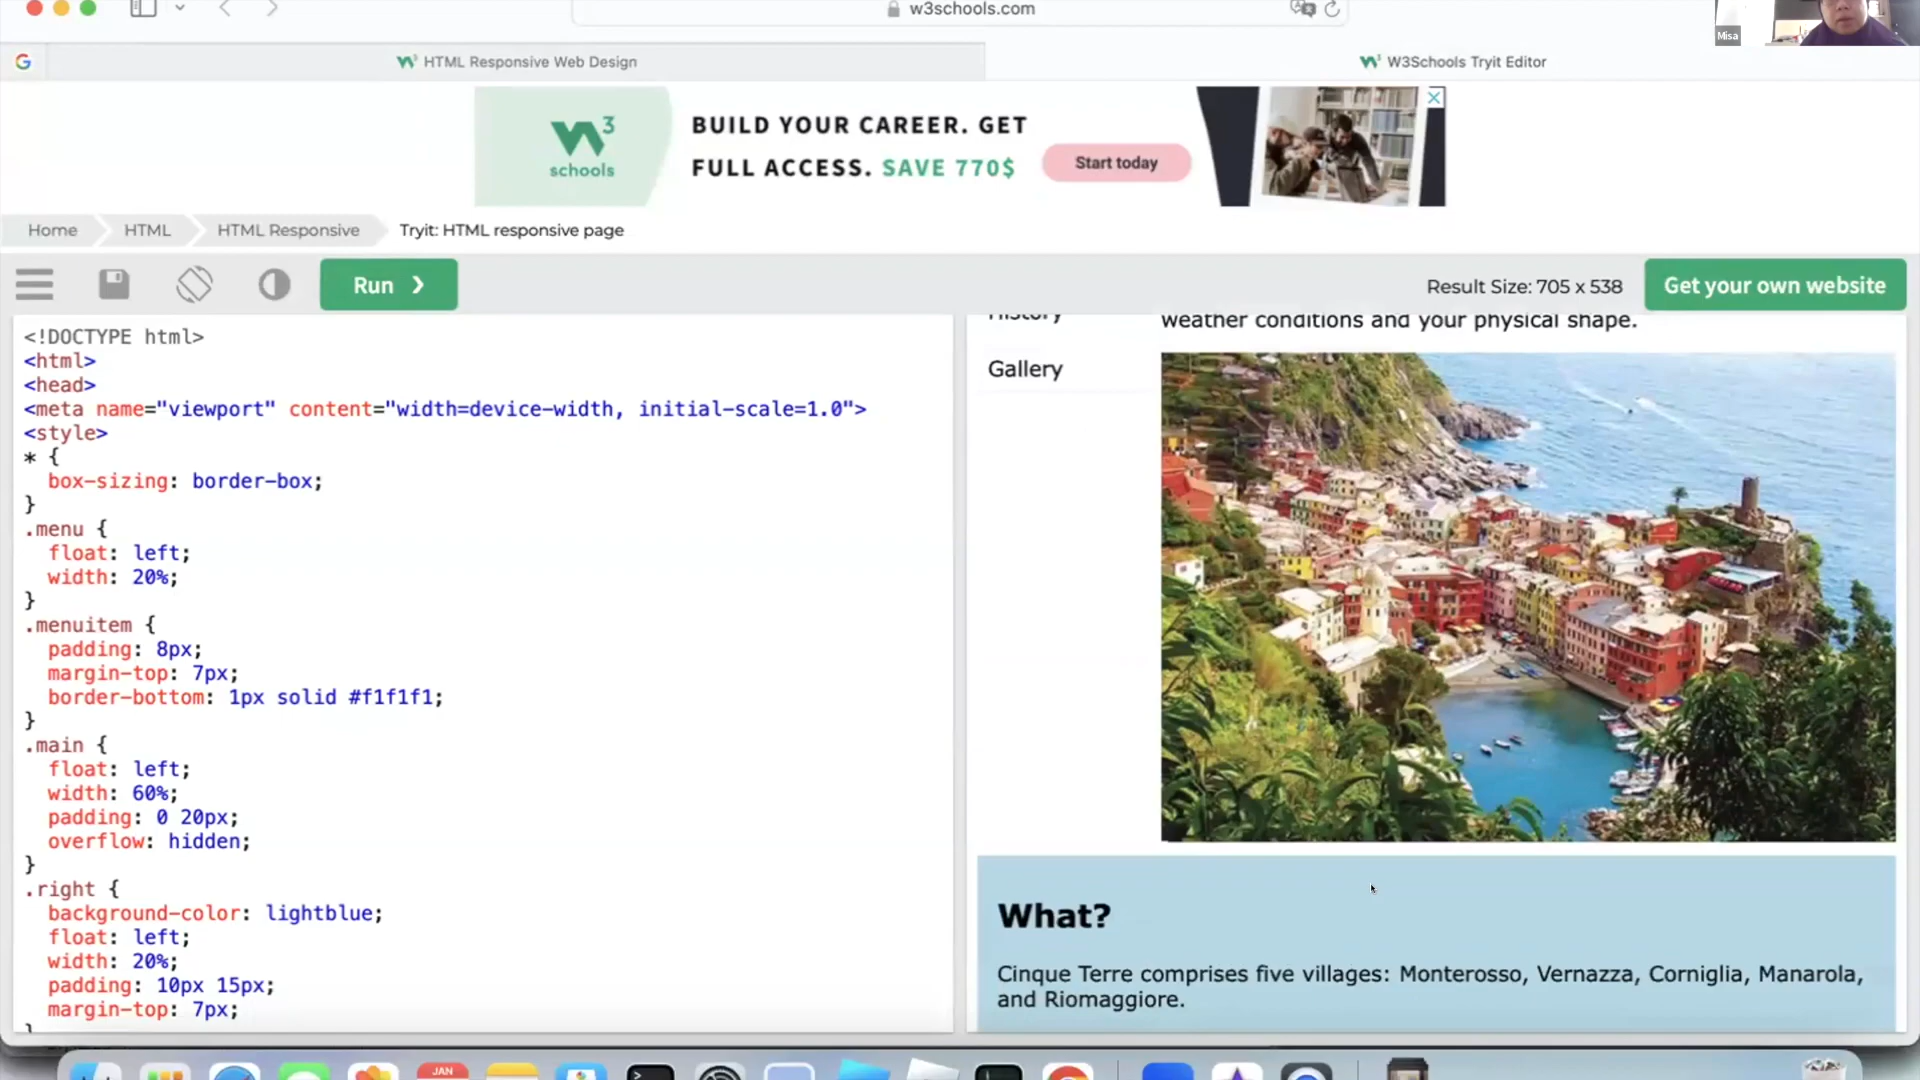 w3schools.com
Misa
HTML Responsive Web Design
W3Schools Tryit Editor
3
schools
BUILD YOUR CAREER. GET
FULL ACCESS. SAVE 770$
Start today
Home
HTML
HTML Responsive
Tryit: HTML responsive page
Run ❯
Result Size: 705 x 538
Get your own website
<!DOCTYPE html>
<html>
<head>
<meta name="viewport" content="width=device-width, initial-scale=1.0">
<style>
* {
box-sizing: border-box;
}
.menu {
float: left;
width: 20%;
}
.menuitem {
padding: 8px;
margin-top: 7px;
border-bottom: 1px solid #f1f1f1;
}
.main {
float: left;
width: 60%;
padding: 0 20px;
overflow: hidden;
}
.right {
background-color: lightblue;
float: left;
width: 20%;
padding: 10px 15px;
margin-top: 7px;
}
History
weather conditions and your physical shape.
Gallery
What?
Cinque Terre comprises five villages: Monterosso, Vernazza, Corniglia, Manarola,
and Riomaggiore.
JAN